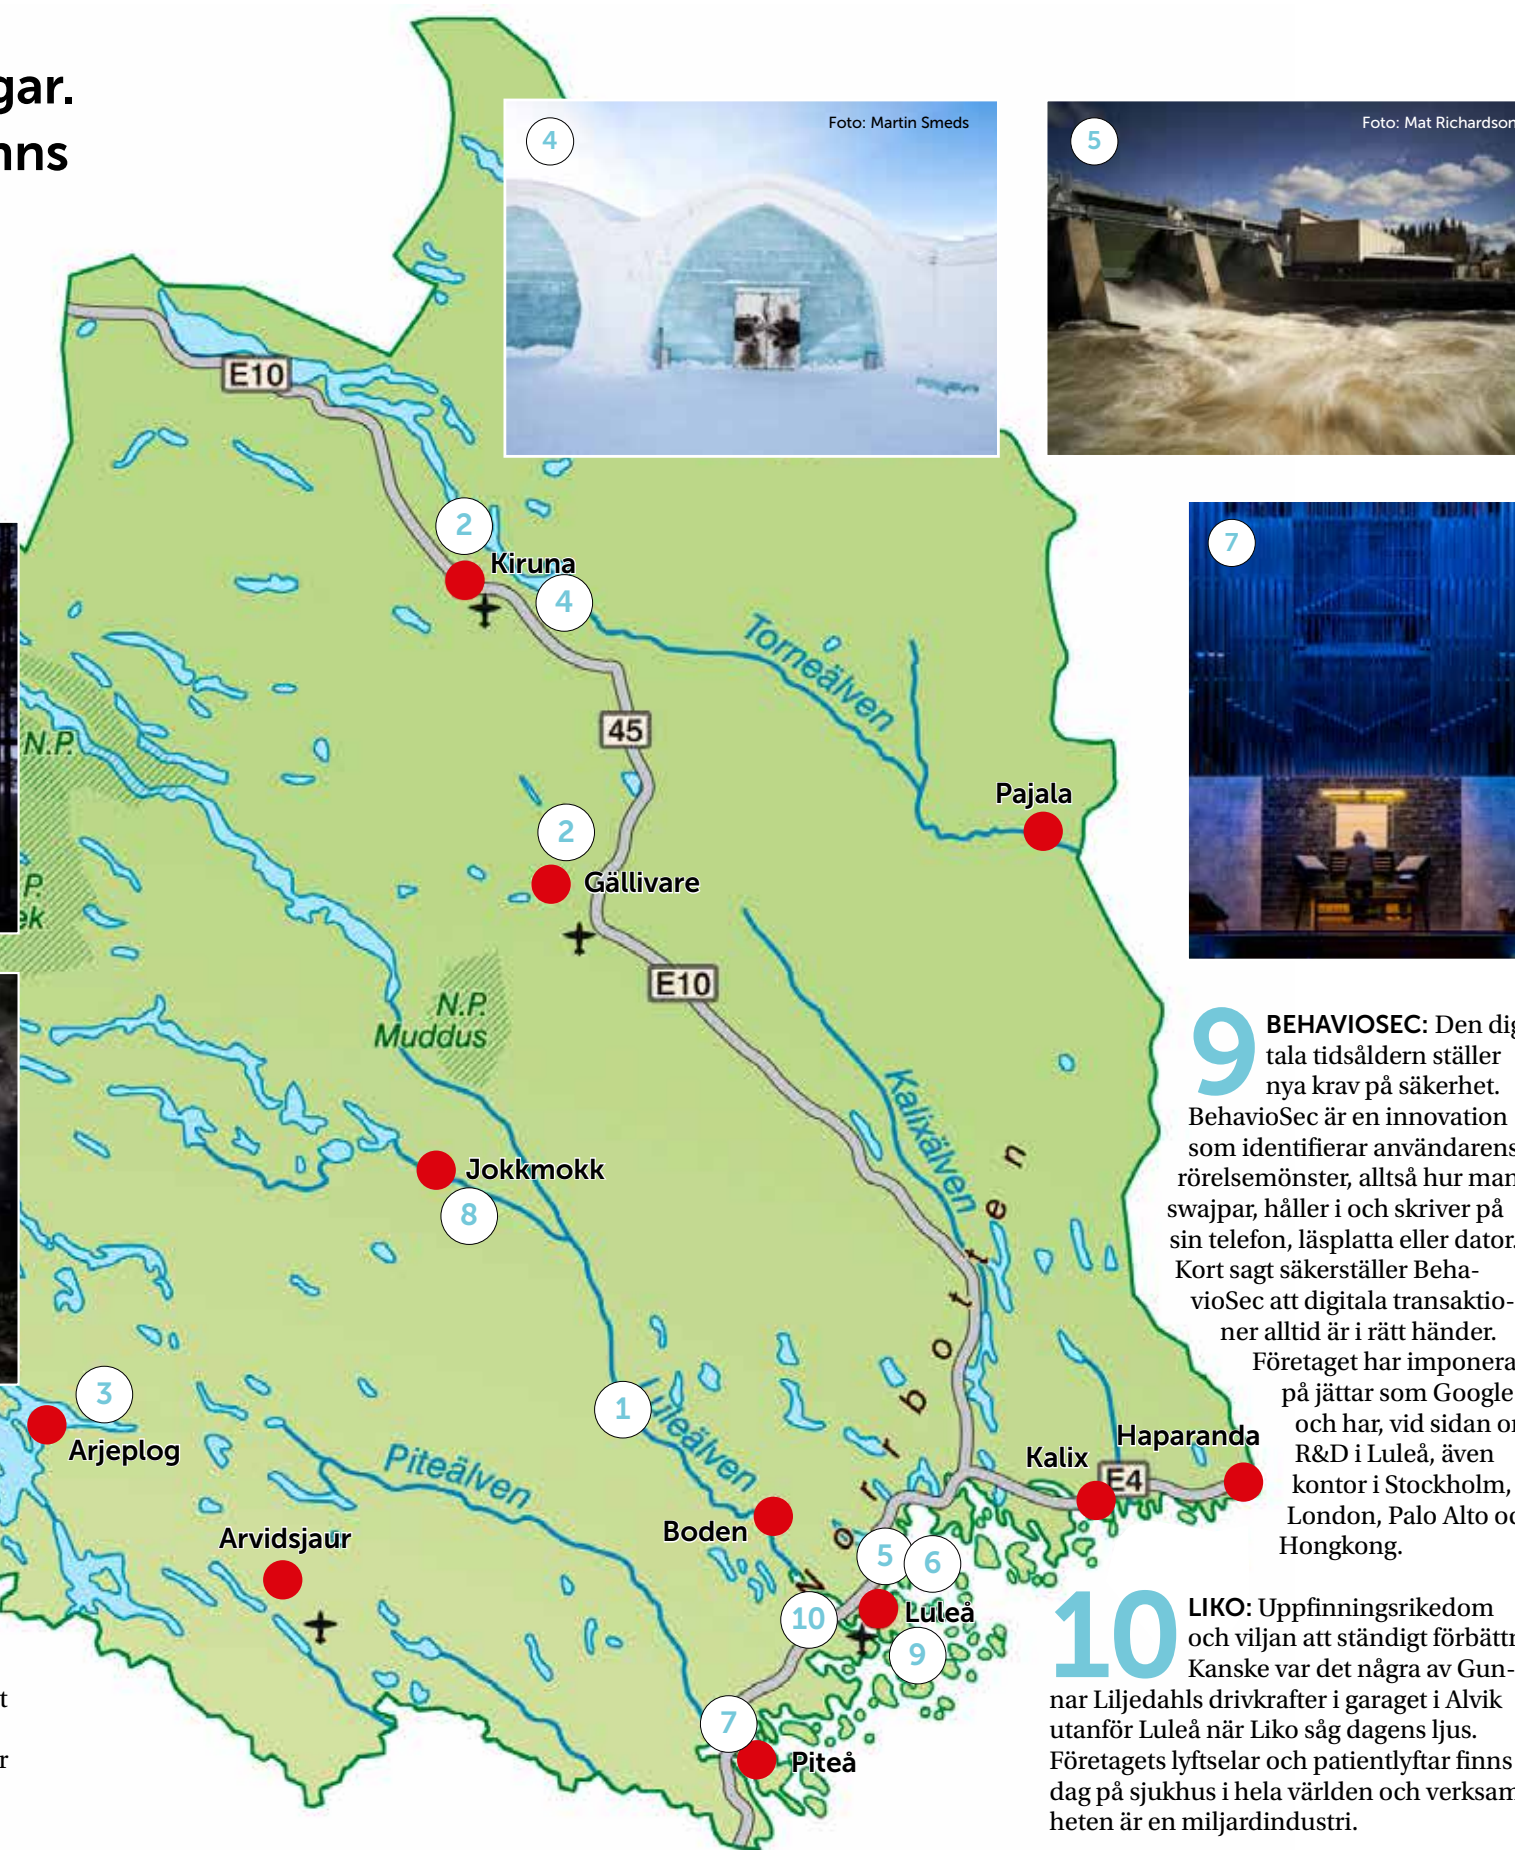 gar.
nns
4
Foto: Martin Smeds
5
Foto: Mat Richardson
E10
2
Kiruna
4
7
Torneälven
N.P.
45
Pajala
2
Gällivare
P.
ek
E10
N.P.
Muddus
Kalixälven
Jokkmokk
8
Norrbotten
3
Arjeplog
1
Luleälven
Piteälven
Kalix
Haparanda
E4
Arvidsjaur
Boden
5
6
10
Luleå
9
7
Piteå
t
r
9
BEHAVIOSEC: Den dig
tala tidsåldern ställer
nya krav på säkerhet.
BehavioSec är en innovation
som identifierar användarens
rörelsemönster, alltså hur man
swajpar, håller i och skriver på
sin telefon, läsplatta eller dator.
Kort sagt säkerställer Beha-
vioSec att digitala transaktio-
ner alltid är i rätt händer.
Företaget har imponera
på jättar som Google
och har, vid sidan o
R&D i Luleå, även
kontor i Stockholm,
London, Palo Alto o
Hongkong.
10
LIKO: Uppfinningsrikedom
och viljan att ständigt förbättr
Kanske var det några av Gun-
nar Liljedahls drivkrafter i garaget i Alvik
utanför Luleå när Liko såg dagens ljus.
Företagets lyftselar och patientlyftar finns
dag på sjukhus i hela världen och verksam
heten är en miljardindustri.